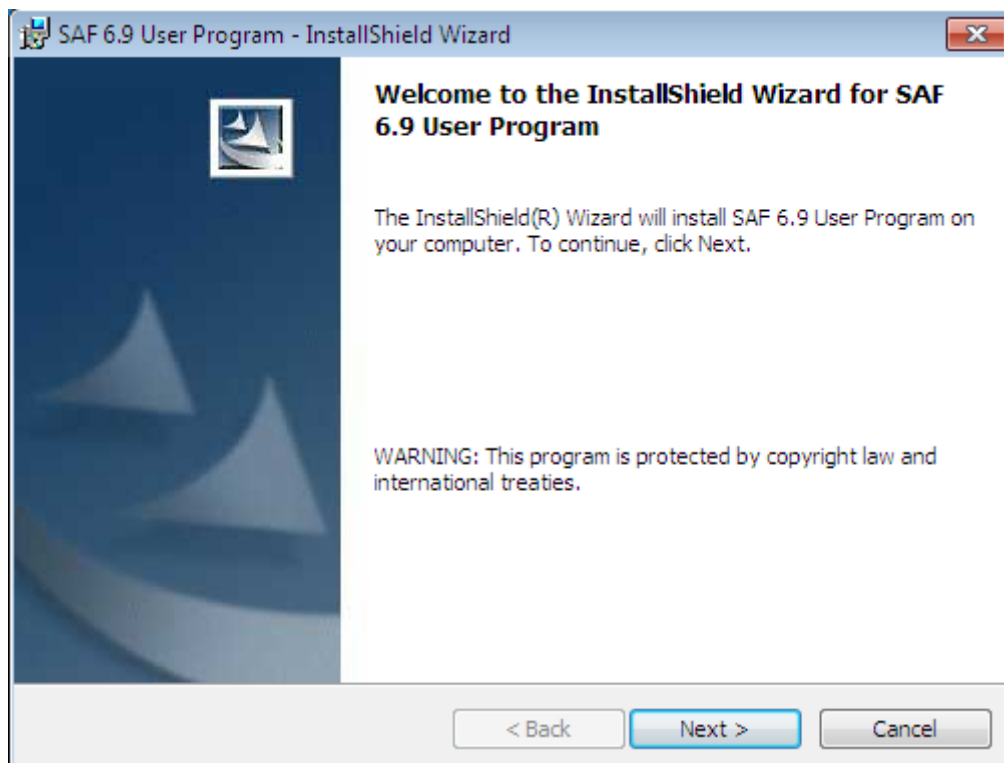 SAF 6.9 User Program - InstallShield Wizard
Welcome to the InstallShield Wizard for SAF
6.9 User Program
The InstallShield(R) Wizard will install SAF 6.9 User Program on
your computer. To continue, click Next.
WARNING: This program is protected by copyright law and
international treaties.
< Back
Next >
Cancel